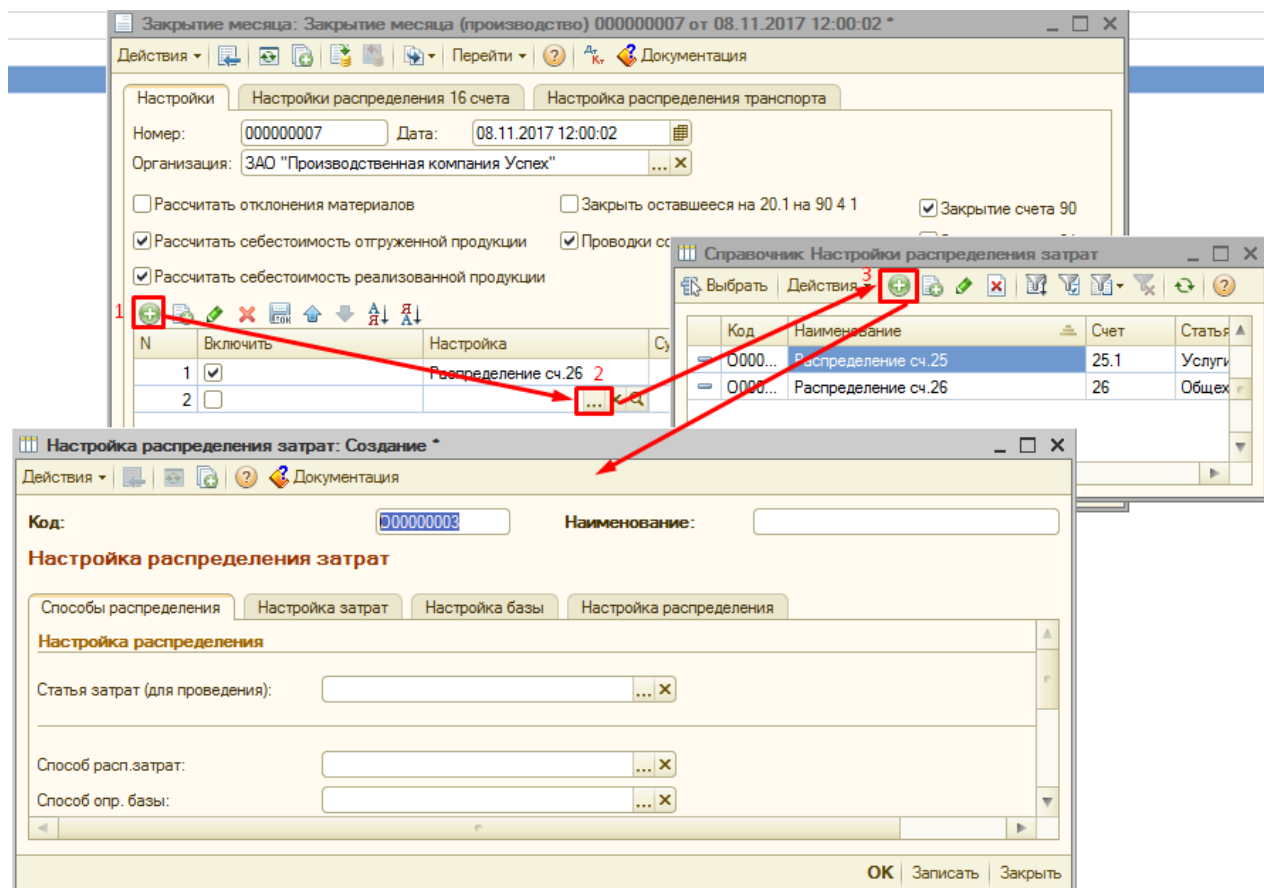 Закрытие месяца: Закрытие месяца (производство) 000000007 от 08.11.2017 12:00:02 *
Действия Перейти Документация
Настройки Настройки распределения 16 счета Настройка распределения транспорта
Номер: 000000007 Дата: 08.11.2017 12:00:02
Организация: ЗАО "Производственная компания Успех"
Рассчитать отклонения материалов Закрыть оставшееся на 20.1 на 90 4 1 Закрытие счета 90
Рассчитать себестоимость отгруженной продукции Проводки
Рассчитать себестоимость реализованной продукции
1
N Включить Настройка
1 Распределение сч.26
2
2
Справочник Настройки распределения затрат
Выбрать Действия 3
Код Наименование Счет Статья
О000... Распределение сч.25 25.1 Услуги
О000... Распределение сч.26 26 Общех
Настройка распределения затрат: Создание *
Действия Документация
Код: О00000003 Наименование:
Настройка распределения затрат
Способы распределения Настройка затрат Настройка базы Настройка распределения
Настройка распределения
Статья затрат (для проведения):
Способ расп.затрат:
Способ опр. базы:
OK Записать Закрыть